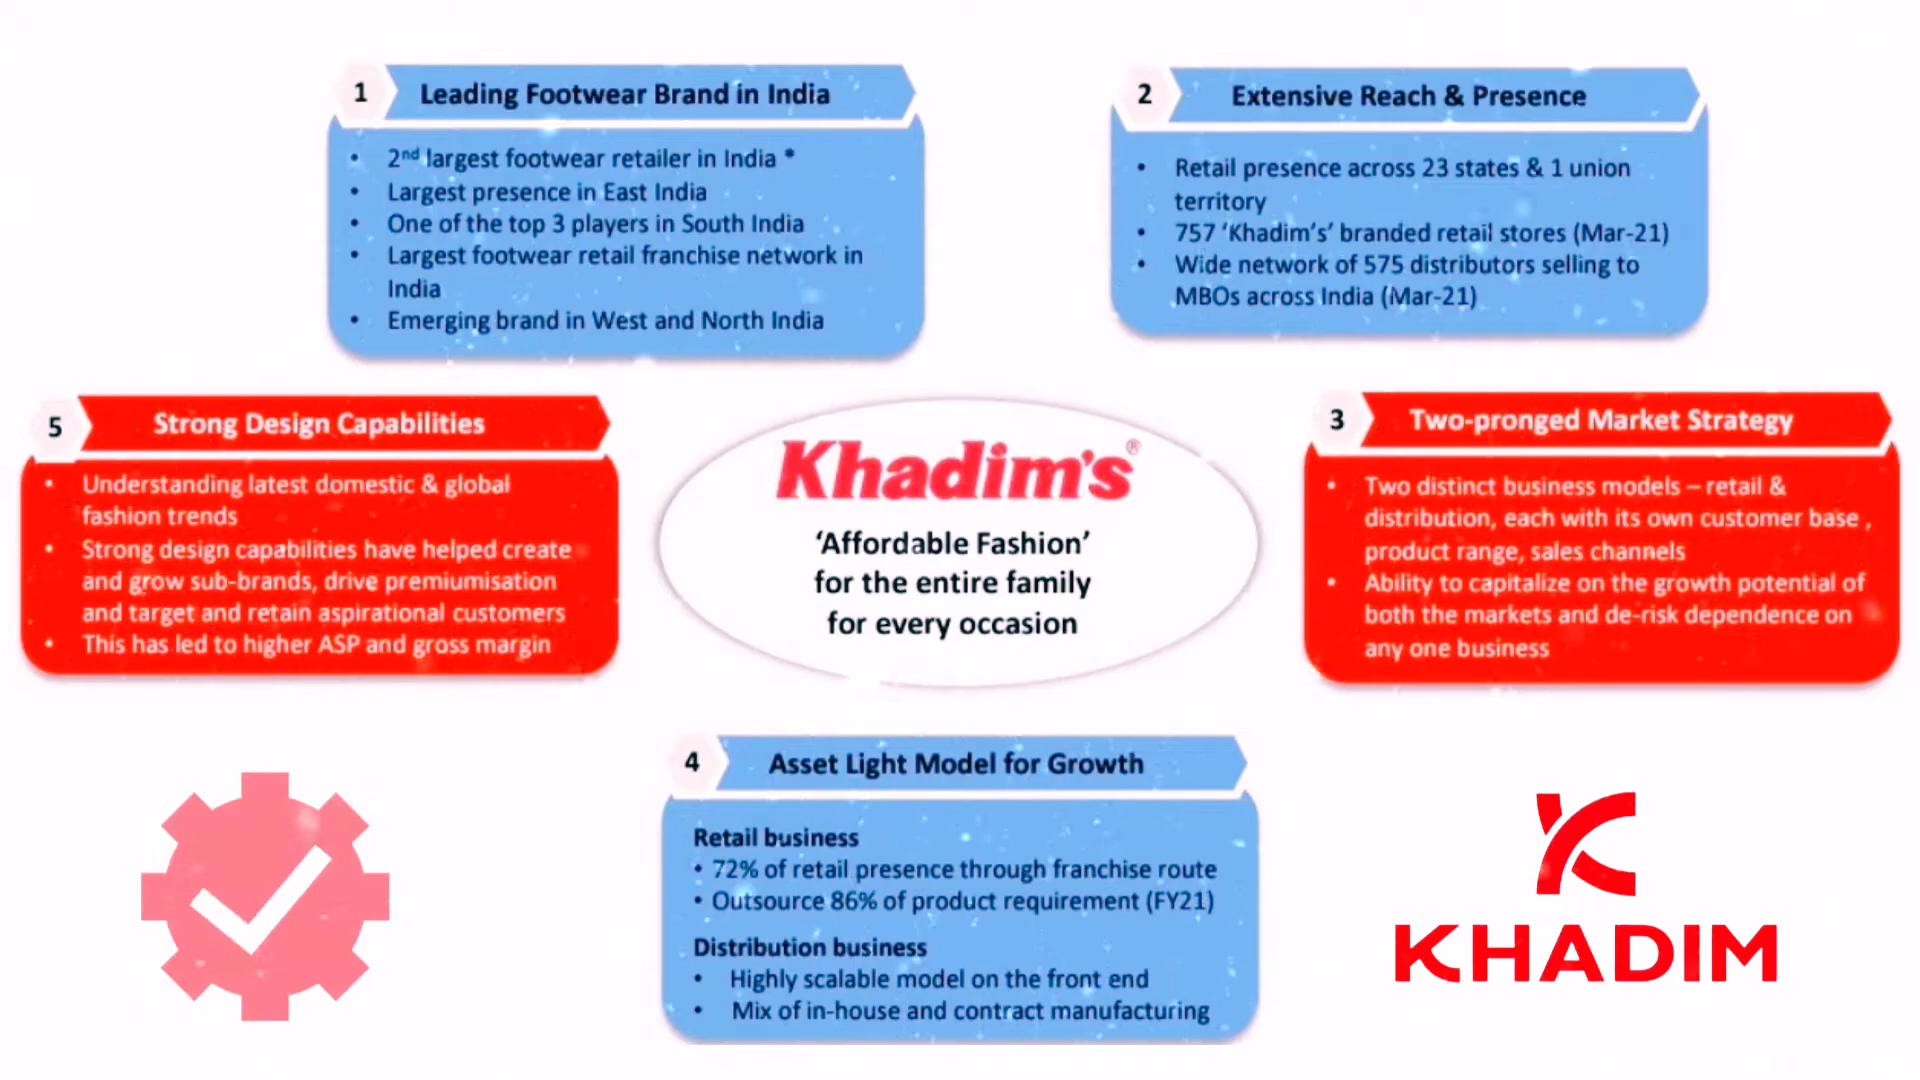 1
Leading Footwear Brand in India
• 2nd largest footwear retailer in India *
• Largest presence in East India
• One of the top 3 players in South India
• Largest footwear retail franchise network in
India
• Emerging brand in West and North India
2
Extensive Reach & Presence
• Retail presence across 23 states & 1 union
territory
• 757 ‘Khadim’s’ branded retail stores (Mar-21)
• Wide network of 575 distributors selling to
MBOs across India (Mar-21)
5
Strong Design Capabilities
• Understanding latest domestic & global
fashion trends
• Strong design capabilities have helped create
and grow sub-brands, drive premiumisation
and target and retain aspirational customers
• This has led to higher ASP and gross margin
Khadim's®
‘Affordable Fashion’
for the entire family
for every occasion
3
Two-pronged Market Strategy
• Two distinct business models – retail &
distribution, each with its own customer base ,
product range, sales channels
• Ability to capitalize on the growth potential of
both the markets and de-risk dependence on
any one business
4
Asset Light Model for Growth
Retail business
• 72% of retail presence through franchise route
• Outsource 86% of product requirement (FY21)
Distribution business
• Highly scalable model on the front end
• Mix of in-house and contract manufacturing
KHADIM